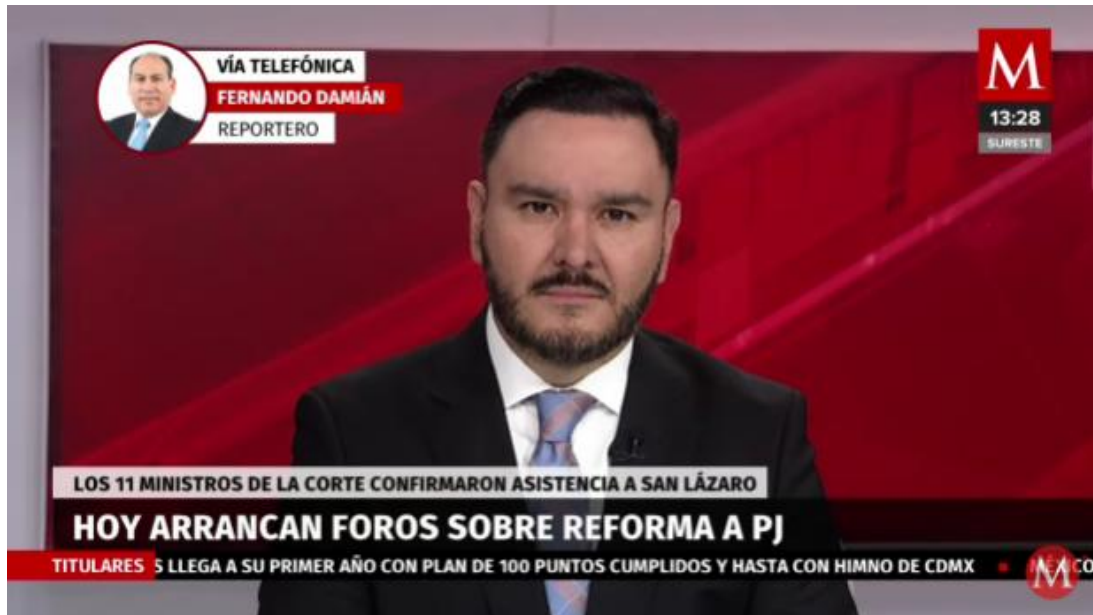 VÍA TELEFÓNICA
FERNANDO DAMIÁN
REPORTERO
M
13:28
SURESTE
LOS 11 MINISTROS DE LA CORTE CONFIRMARON ASISTENCIA A SAN LÁZARO
HOY ARRANCAN FOROS SOBRE REFORMA A PJ
TITULARES S LLEGA A SU PRIMER AÑO CON PLAN DE 100 PUNTOS CUMPLIDOS Y HASTA CON HIMNO DE CDMX
M